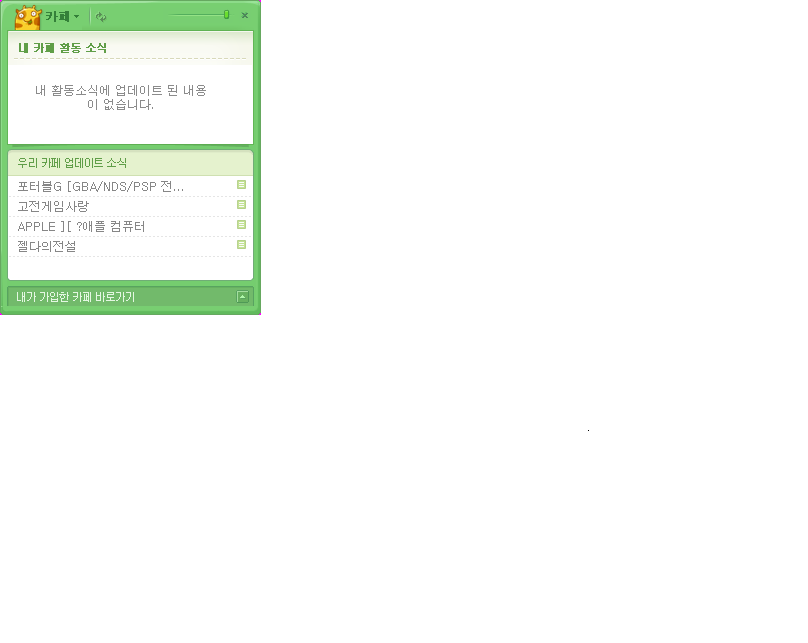 카페
내 카페 활동 소식
내 활동소식에 업데이트 된 내용
이 없습니다.
우리 카페 업데이트 소식
포터블G [GBA/NDS/PSP 전...
고전게임사랑
APPLE ][ ?애플 컴퓨터
젤다의전설
내가 가입한 카페 바로가기